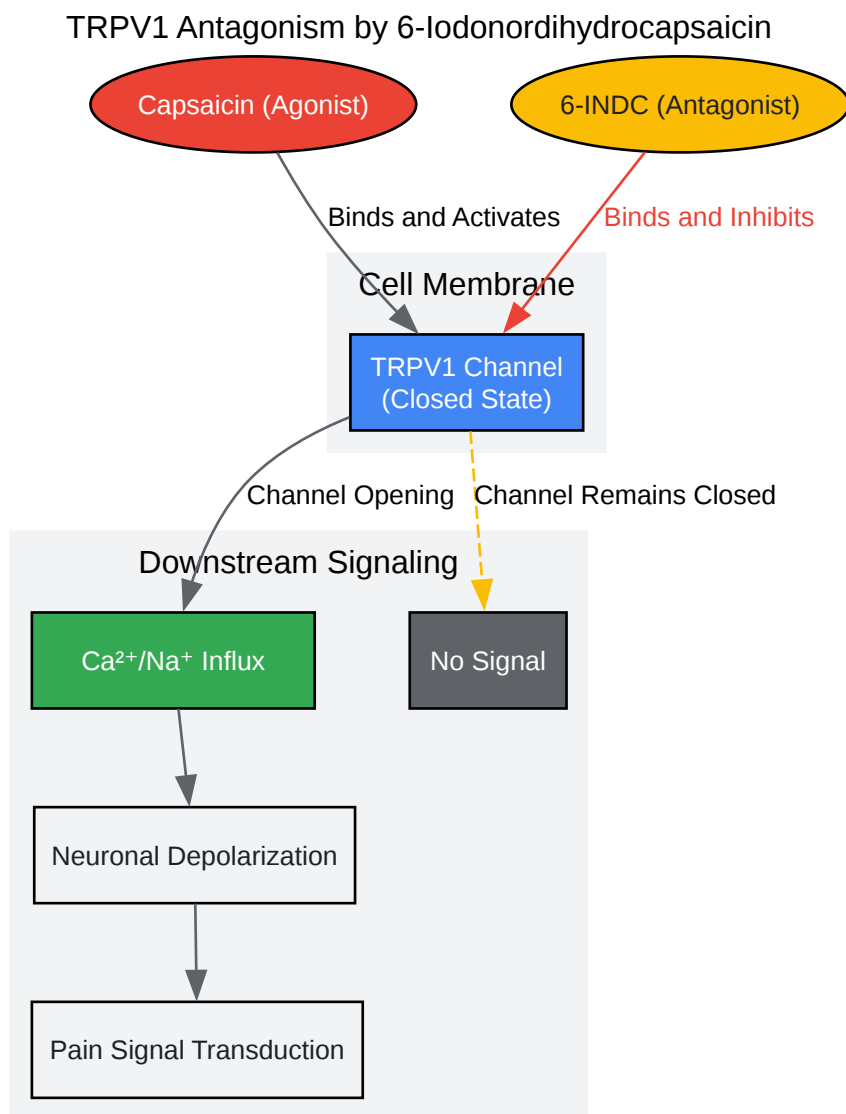 TRPV1 Antagonism by 6-Iodonordihydrocapsaicin
Capsaicin (Agonist)
6-INDC (Antagonist)
Binds and Activates
Binds and Inhibits
Cell Membrane
TRPV1 Channel
(Closed State)
Channel Opening
Channel Remains Closed
Downstream Signaling
Ca²⁺/Na⁺ Influx
No Signal
Neuronal Depolarization
Pain Signal Transduction